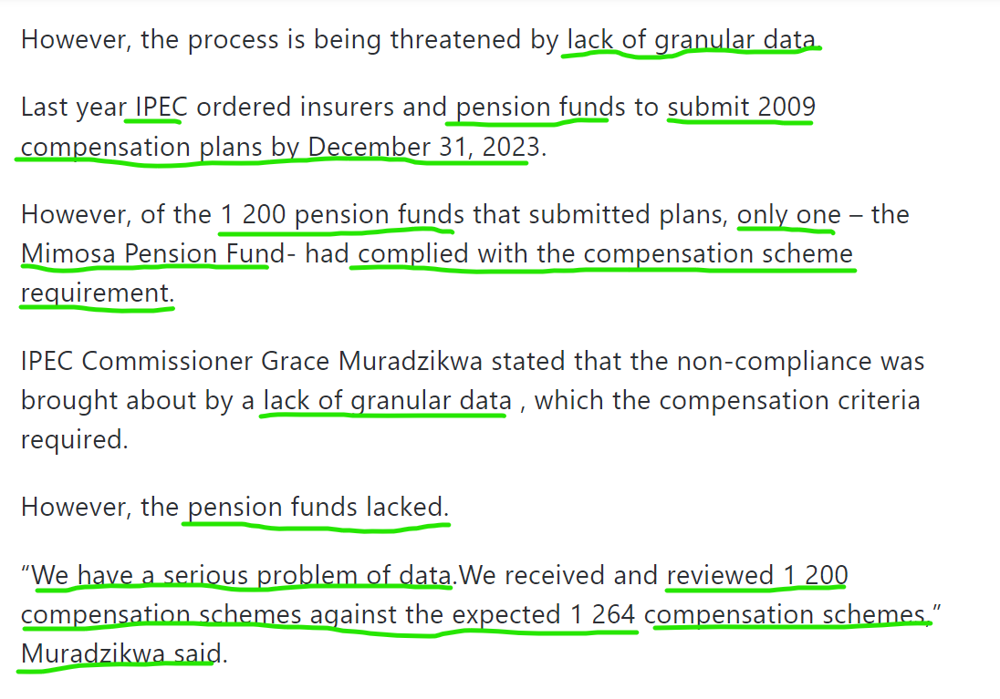 However, the process is being threatened by lack of granular data.
Last year IPEC ordered insurers and pension funds to submit 2009
compensation plans by December 31, 2023.
However, of the 1 200 pension funds that submitted plans, only one – the
Mimosa Pension Fund- had complied with the compensation scheme
requirement.
IPEC Commissioner Grace Muradzikwa stated that the non-compliance was
brought about by a lack of granular data , which the compensation criteria
required.
However, the pension funds lacked.
“We have a serious problem of data.We received and reviewed 1 200
compensation schemes against the expected 1 264 compensation schemes,”
Muradzikwa said.